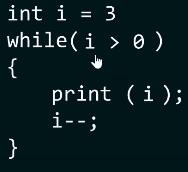 int i = 3
while( i > 0 )
{
    print ( i );
    i--;
}